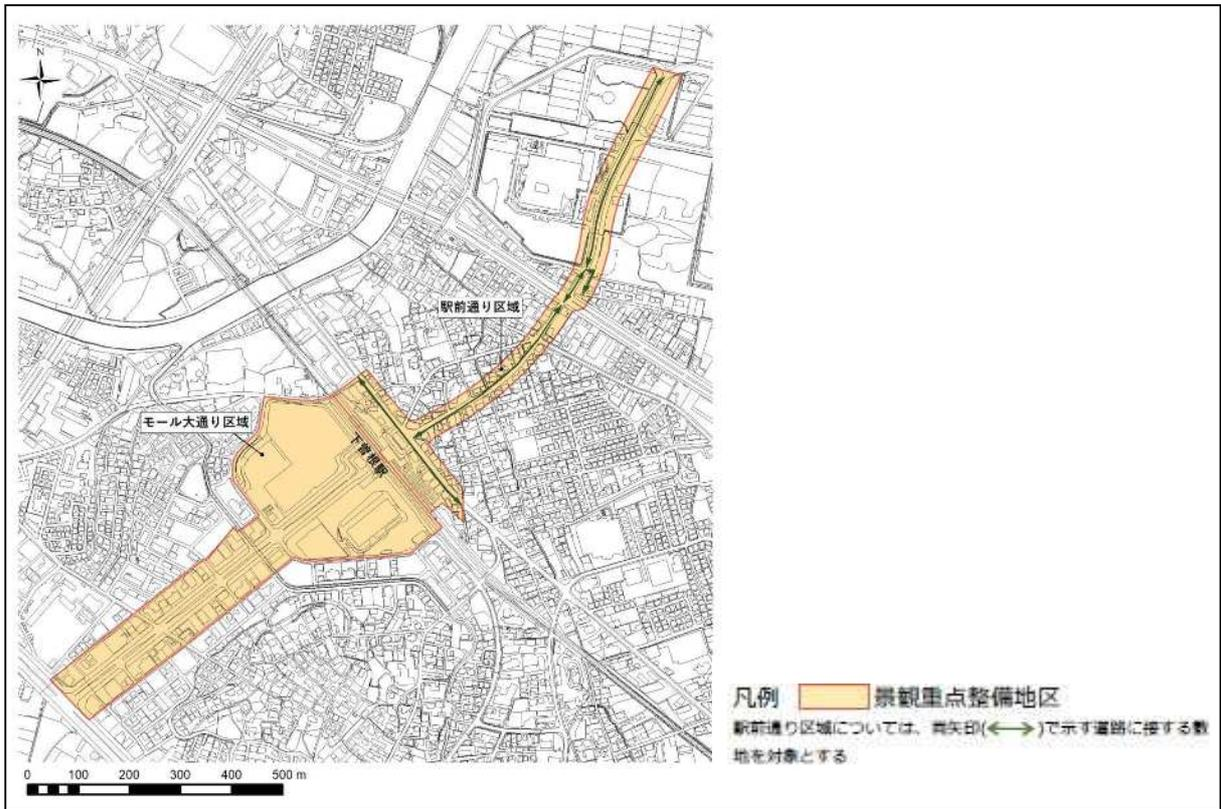 N
駅前通り区域
モール大通り区域
下曽根駅
凡例 景観重点整備地区
駅前通り区域については、両矢印(⟷)で示す道路に接する敷
地を対象とする
0 100 200 300 400 500 m